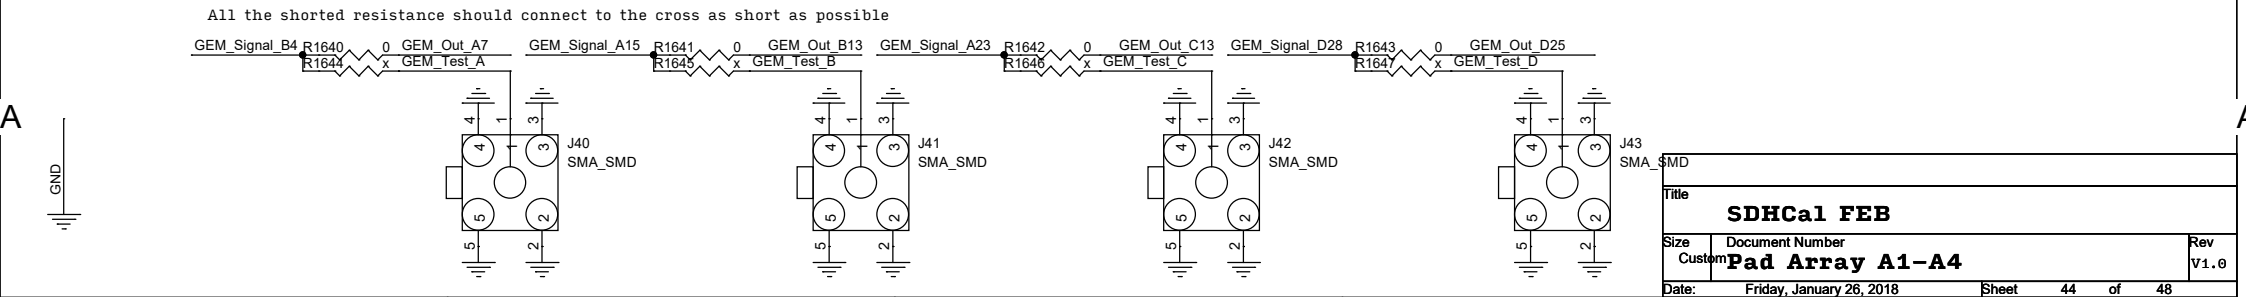 All the shorted resistance should connect to the cross as short as possible
GEM_Signal_B4 R1640 0 GEM_Out_A7 GEM_Signal_A15 R1641 0 GEM_Out_B13 GEM_Signal_A23 R1642 0 GEM_Out_C13 GEM_Signal_D28 R1643 0 GEM_Out_D25
R1644 x GEM_Test_A R1645 x GEM_Test_B R1646 x GEM_Test_C R1647 x GEM_Test_D
A 4 1 3 4 1 3 4 1 3 4 1 3 A
4 1 3 J40 4 1 3 J41 4 1 3 J42 4 1 3 J43
SMA_SMD SMA_SMD SMA_SMD SMA_SMD
GND
5 2 5 2 5 2 5 2
5 2 5 2 5 2 5 2
Title
SDHCal FEB
Size Document Number Rev
Custom Pad Array A1-A4 V1.0
Date: Friday, January 26, 2018 Sheet 44 of 48